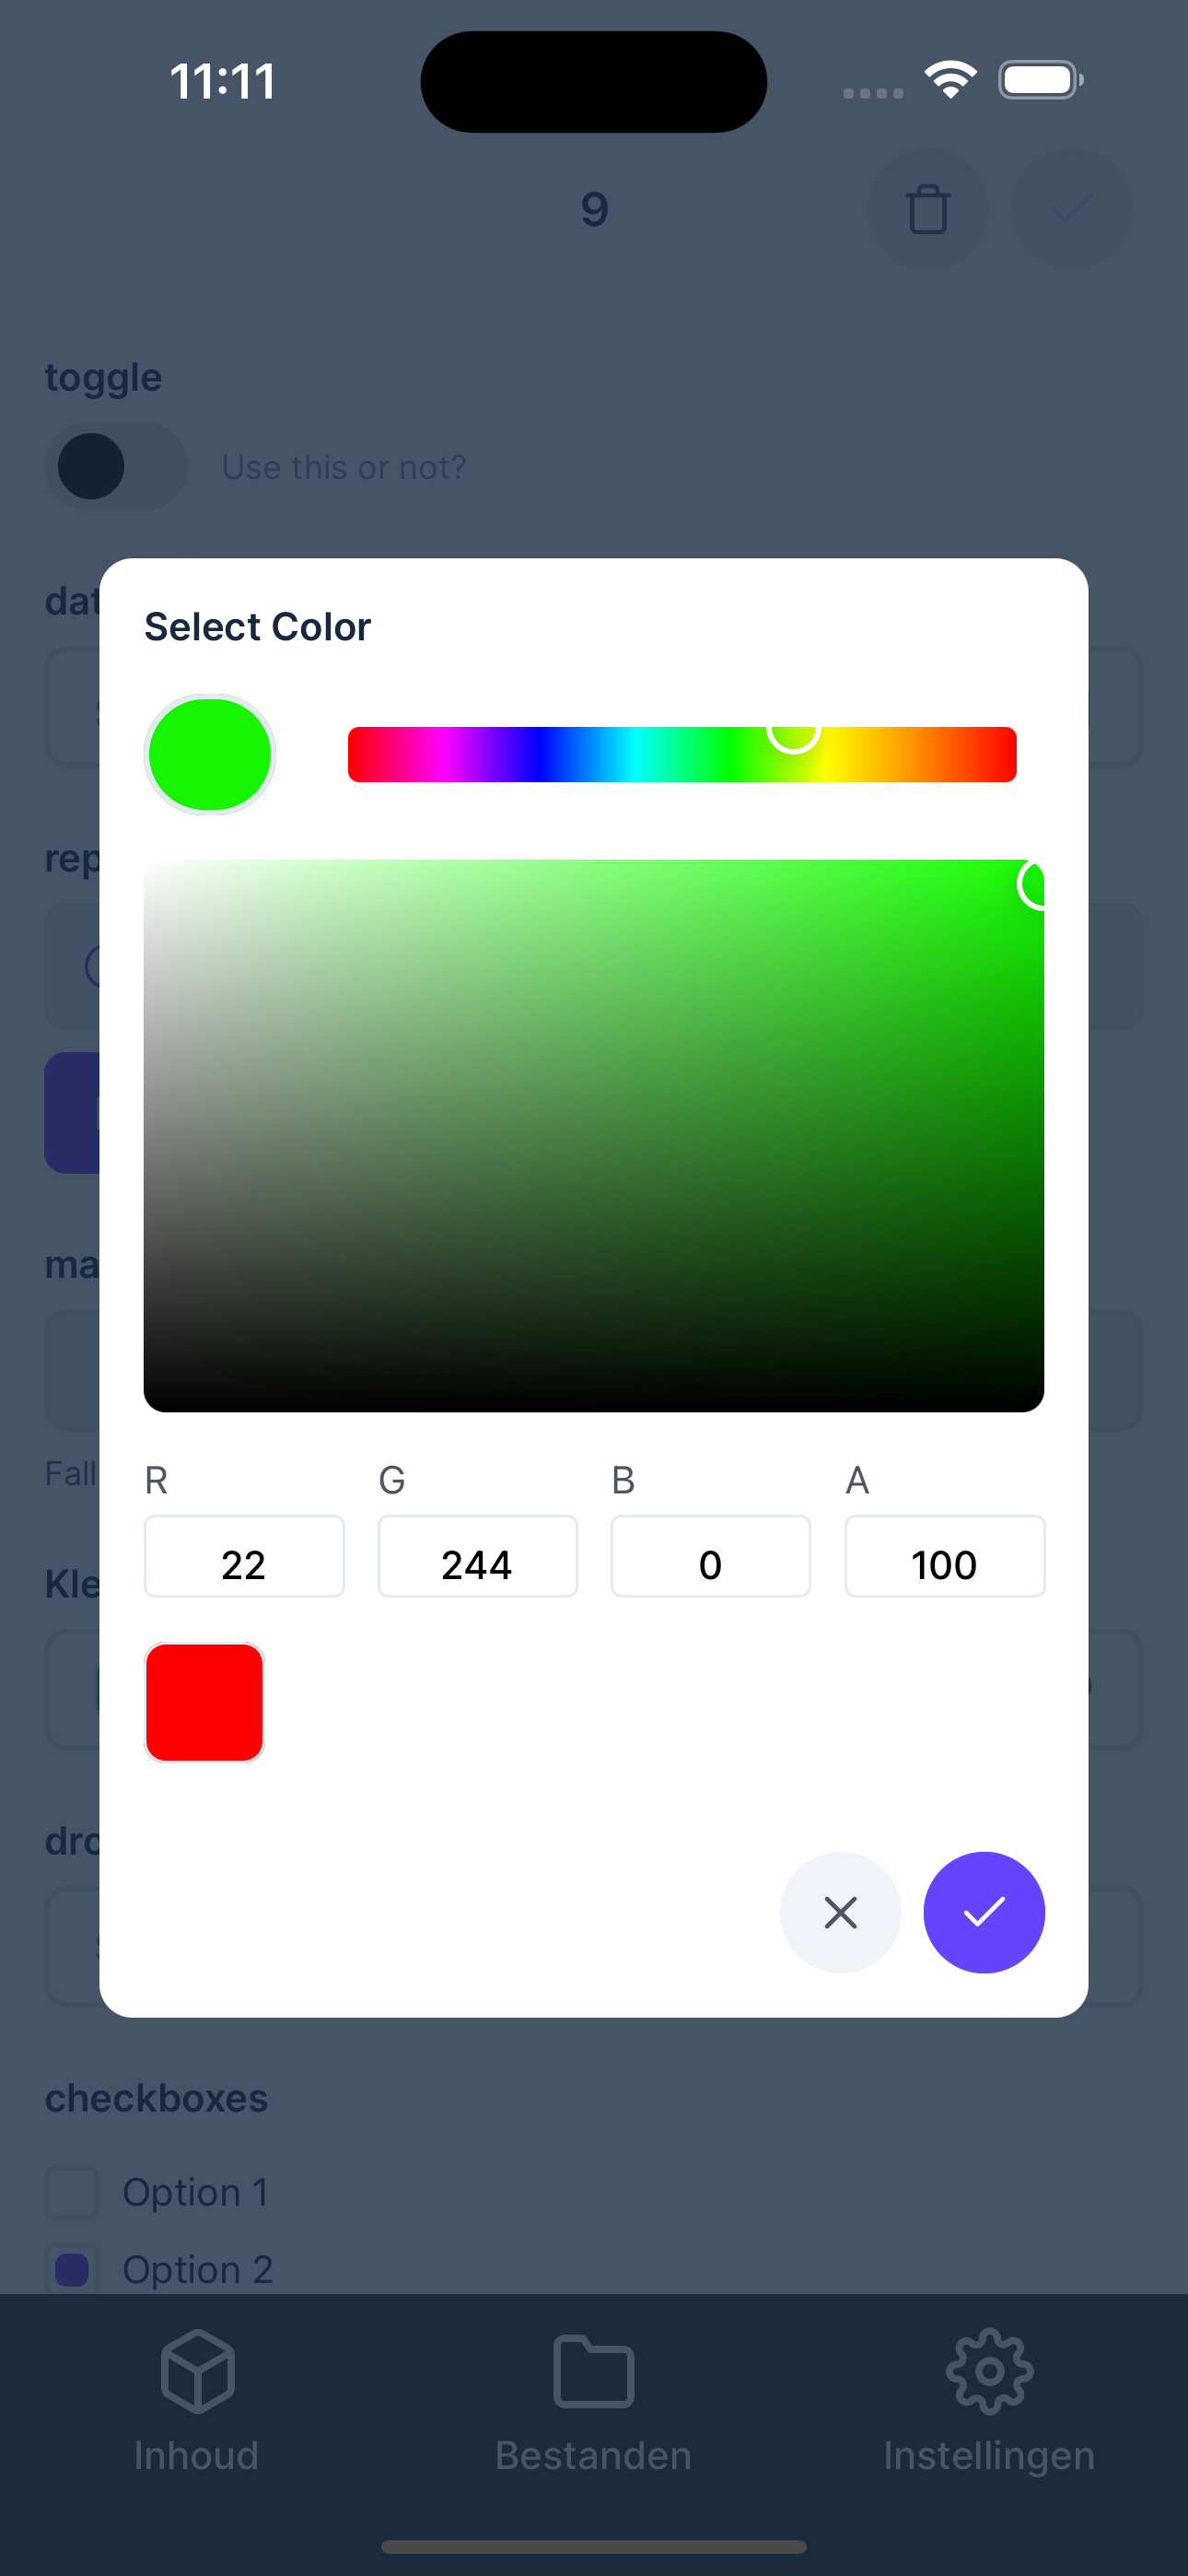 11:11
9
toggle
Use this or not?
dat
Select Color
rep
ma
R G B A
Fall
22 244 0 100
Kle
dro
checkboxes
Option 1
Option 2
Inhoud Bestanden Instellingen